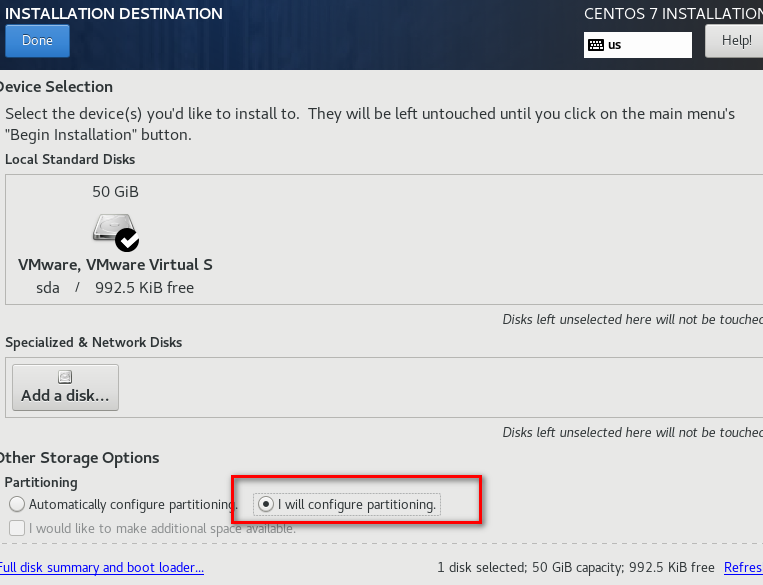 INSTALLATION DESTINATION
CENTOS 7 INSTALLATION
Done
us
Help!
Device Selection
Select the device(s) you'd like to install to.  They will be left untouched until you click on the main menu's
"Begin Installation" button.
Local Standard Disks
50 GiB
VMware, VMware Virtual S
sda / 992.5 KiB free
Disks left unselected here will not be touched
Specialized & Network Disks
Add a disk...
Disks left unselected here will not be touched
Other Storage Options
Partitioning
Automatically configure partitioning.
I will configure partitioning.
I would like to make additional space available.
Full disk summary and boot loader...
1 disk selected; 50 GiB capacity; 992.5 KiB free
Refres